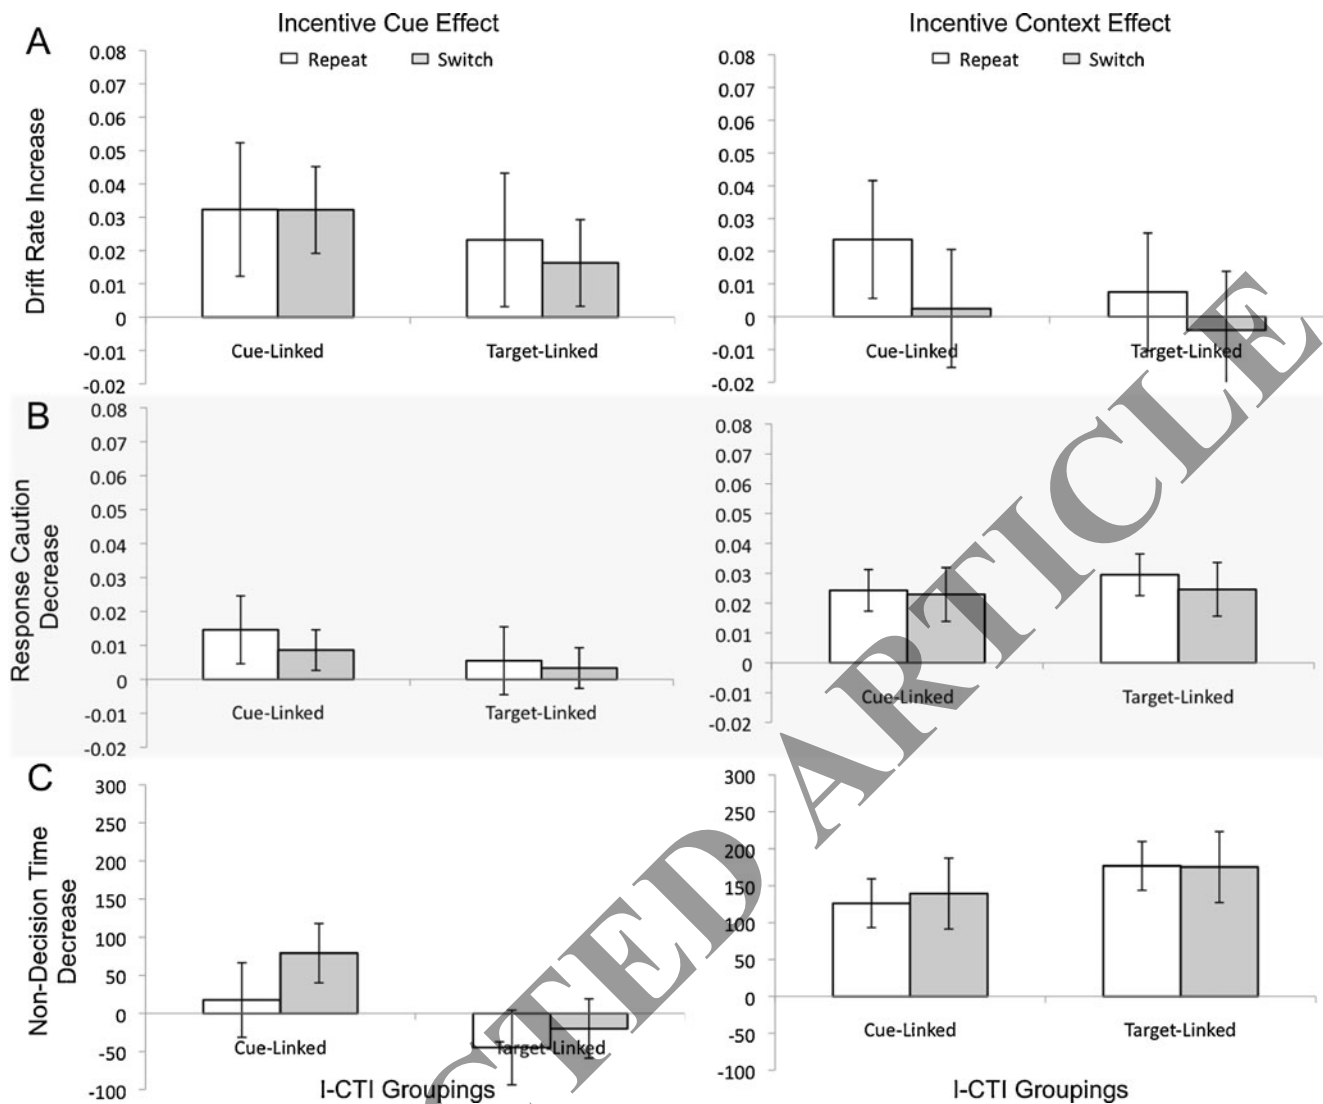 Incentive Cue Effect
Incentive Context Effect
A
Repeat
Switch
Repeat
Switch
Drift Rate Increase
0.08
0.07
0.06
0.05
0.04
0.03
0.02
0.01
0
-0.01
-0.02
Cue-Linked
Target-Linked
0.08
0.07
0.06
0.05
0.04
0.03
0.02
0.01
0
-0.01
-0.02
Cue-Linked
Target-Linked
B
Response Caution
Decrease
0.08
0.07
0.06
0.05
0.04
0.03
0.02
0.01
0
-0.01
-0.02
Cue-Linked
Target-Linked
0.08
0.07
0.06
0.05
0.04
0.03
0.02
0.01
0
-0.01
-0.02
Cue-Linked
Target-Linked
C
Non-Decision Time
Decrease
300
250
200
150
100
50
0
-50
-100
Cue-Linked
Target-Linked
300
250
200
150
100
50
0
-50
-100
Cue-Linked
Target-Linked
I-CTI Groupings
I-CTI Groupings
CTED ARTICLE